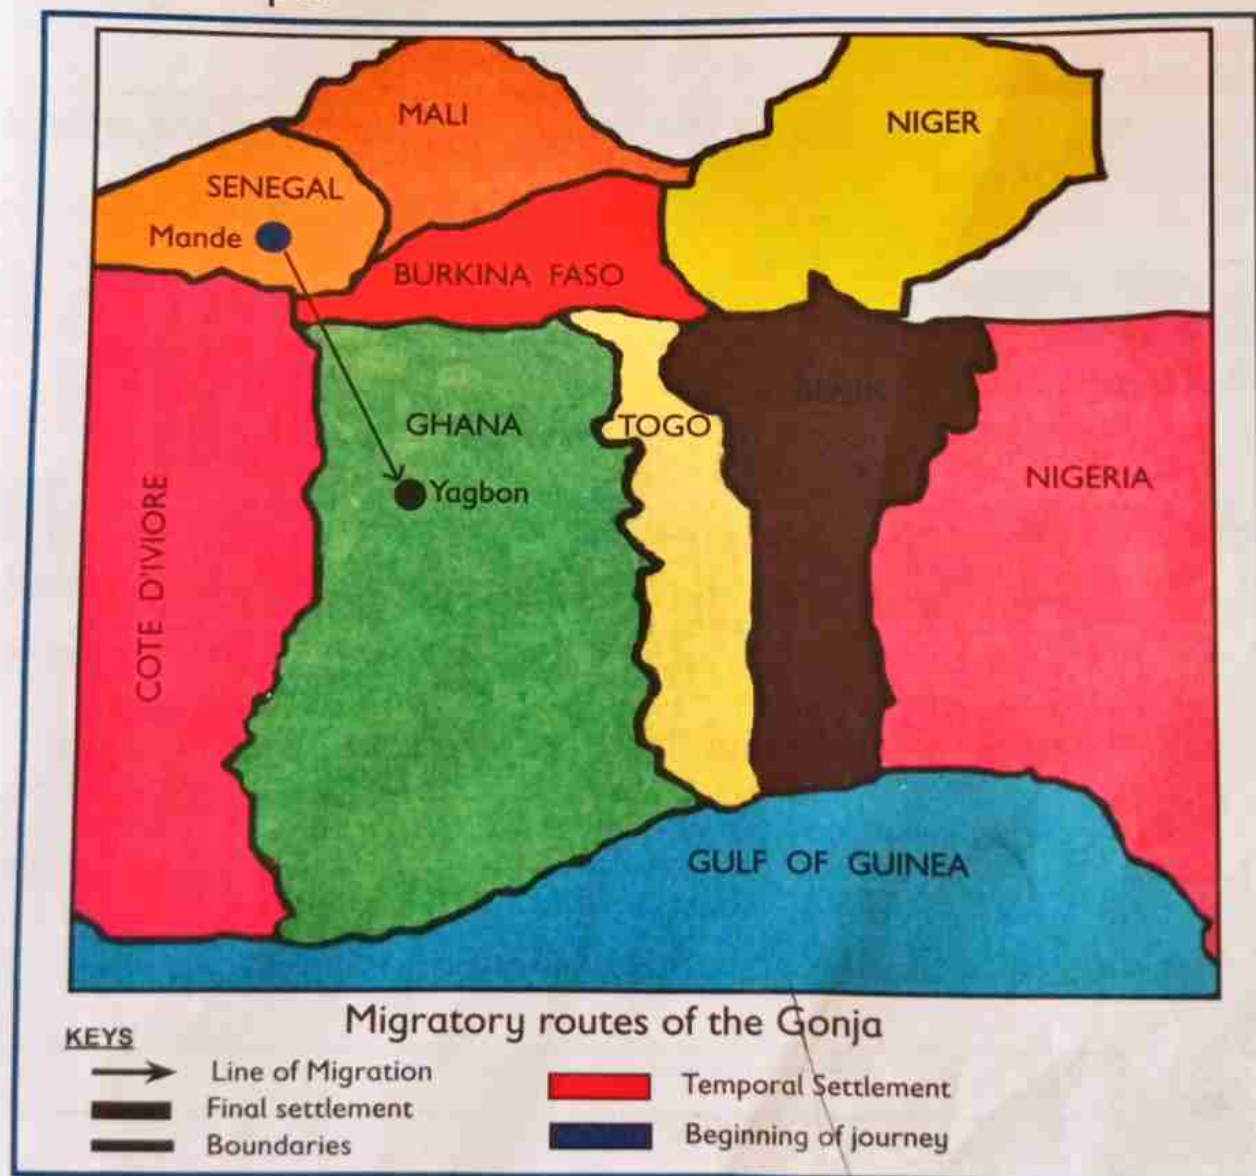 MALI
NIGER
SENEGAL
Mande
BURKINA FASO
GHANA
TOGO
BENIN
Yagbon
NIGERIA
COTE D'IVIORE
GULF OF GUINEA
Migratory routes of the Gonja
KEYS
Line of Migration
Final settlement
Boundaries
Temporal Settlement
Beginning of journey